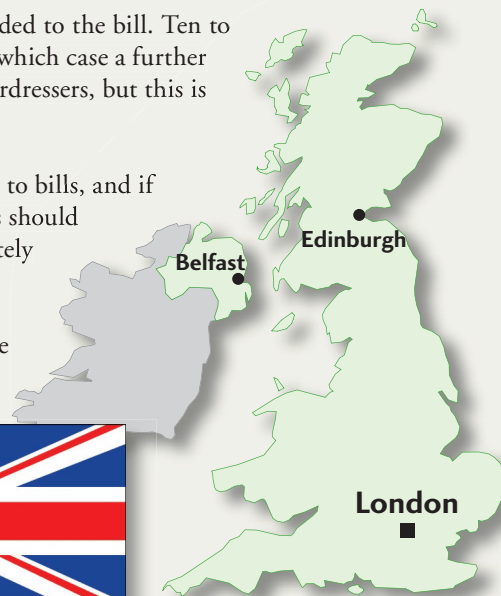 ded to the bill. Ten to
which case a further
rdressers, but this is
to bills, and if
should
tely
e
Edinburgh
Belfast
London